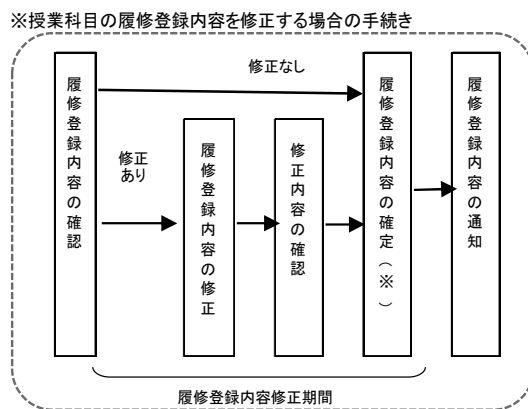 ※授業科目の履修登録内容を修正する場合の手続き
履修登録内容の確認
修正なし
修正
あり
履修登録内容の修正
修正内容の確認
履修登録内容の確定(※)
履修登録内容の通知
履修登録内容修正期間